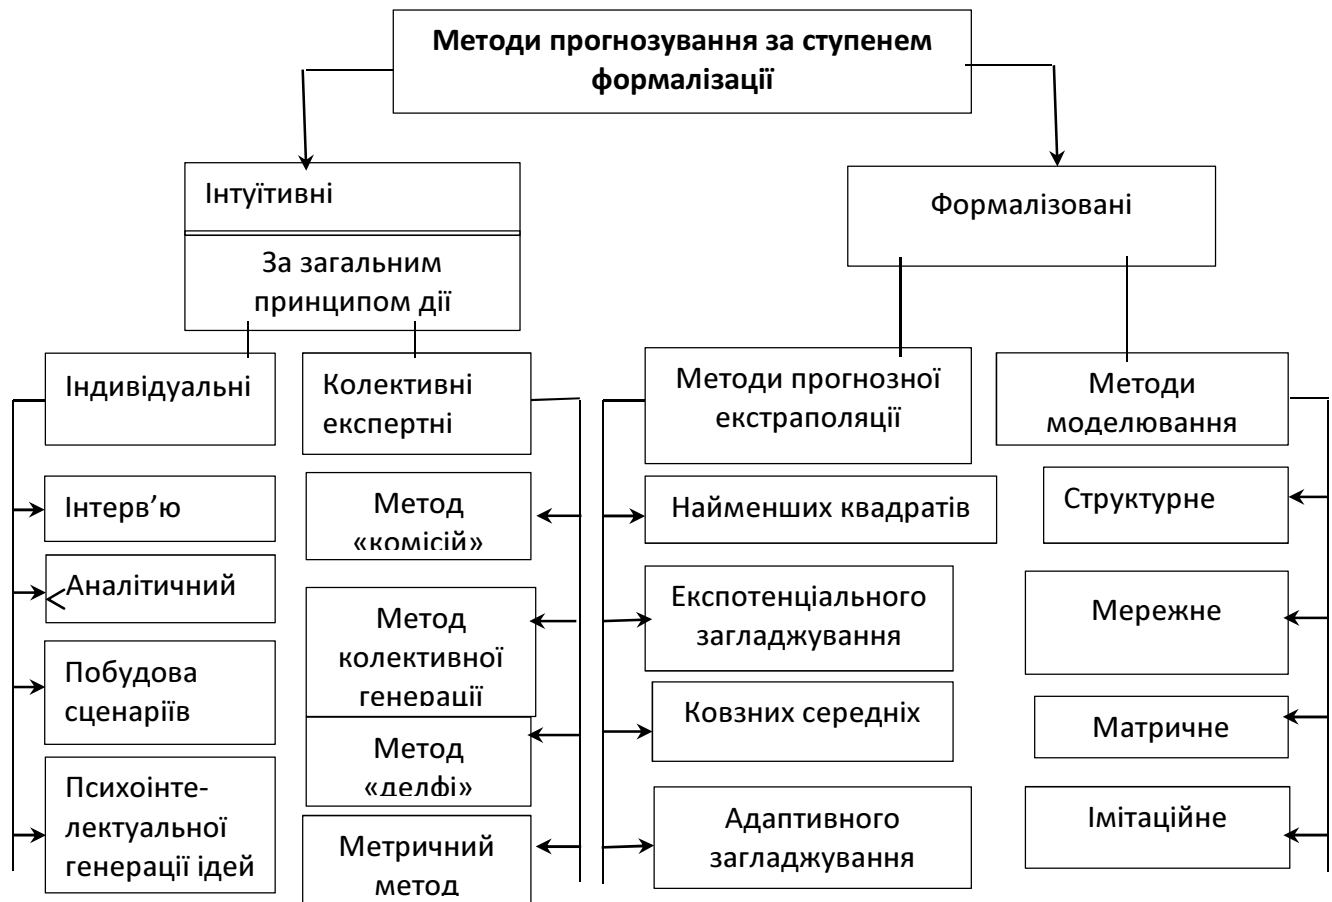 Методи прогнозування за ступенем
формалізації
Інтуїтивні
За загальним
принципом дії
Формалізовані
Індивідуальні
Інтерв’ю
Аналітичний
Побудова
сценаріїв
Психоінте-
лектуальної
генерації ідей
Колективні
експертні
Метод
«комісій»
Метод
колективної
генерації
Метод
«делфі»
Метричний
метод
Методи прогнозної
екстраполяції
Найменших квадратів
Експотенціального
загладжування
Ковзних середніх
Адаптивного
загладжування
Методи
моделювання
Структурне
Мережне
Матричне
Імітаційне